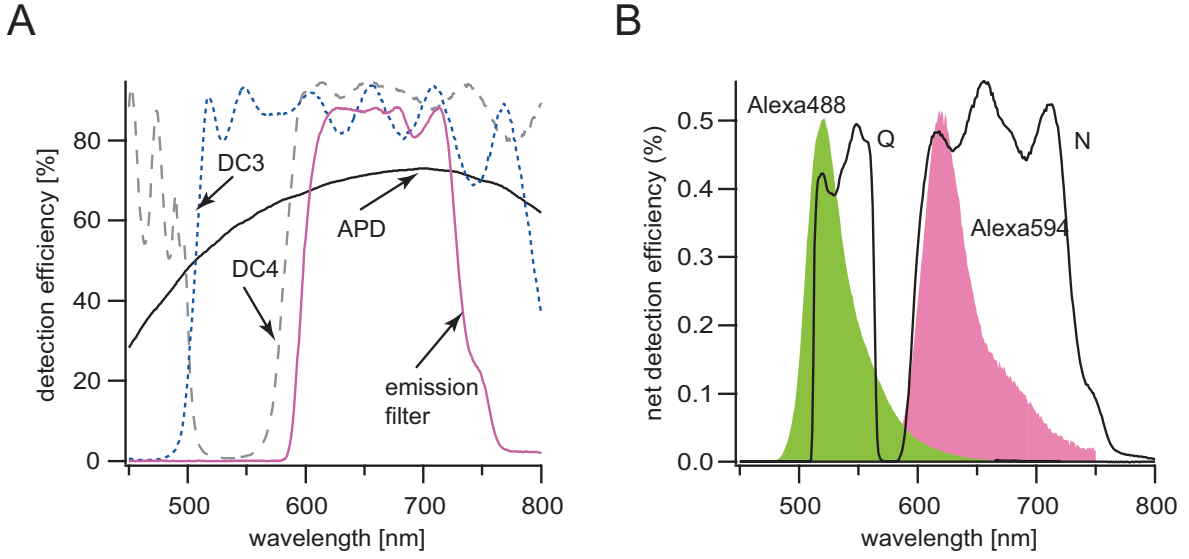 A
detection efficiency [%]
80
60
40
20
0
500
600
700
800
wavelength [nm]
DC3
APD
DC4
emission
filter
B
net detection efficiency (%)
0.5
0.4
0.3
0.2
0.1
0.0
500
600
700
800
wavelength [nm]
Alexa488
Q
N
Alexa594